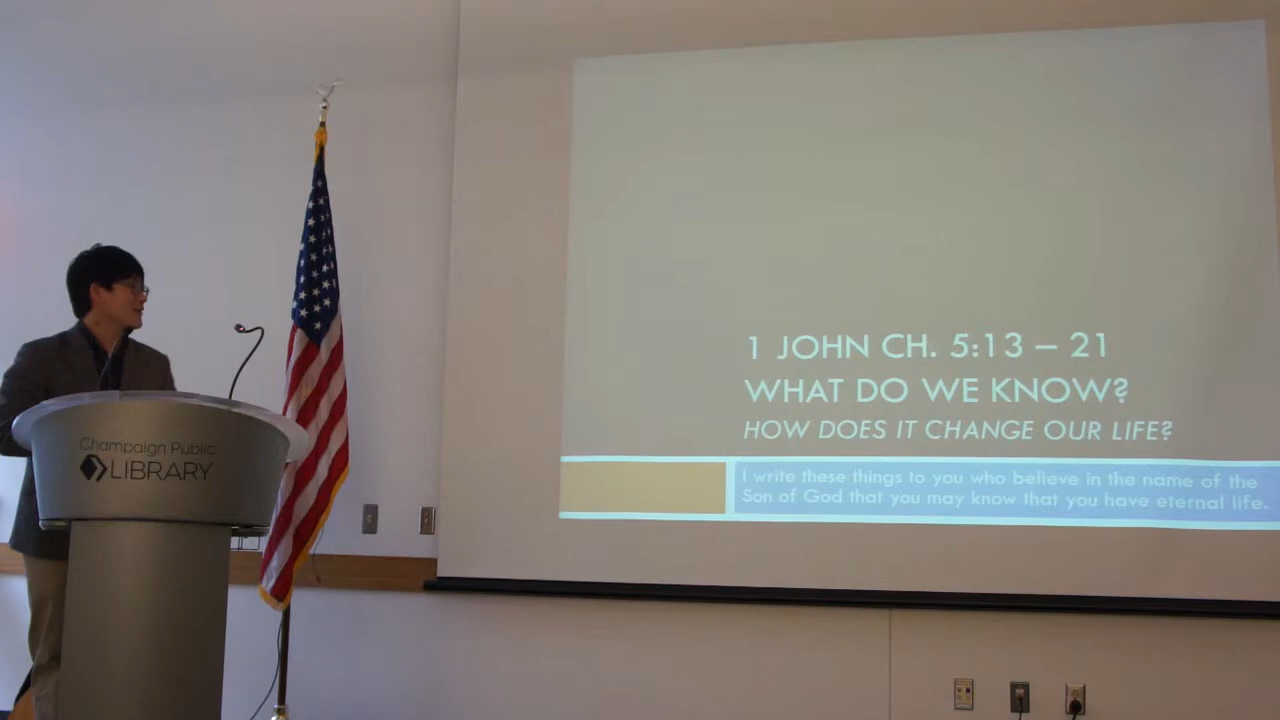 Champaign Public
LIBRARY
1 JOHN CH. 5:13 – 21
WHAT DO WE KNOW?
HOW DOES IT CHANGE OUR LIFE?
I write these things to you who believe in the name of the
Son of God that you may know that you have eternal life.